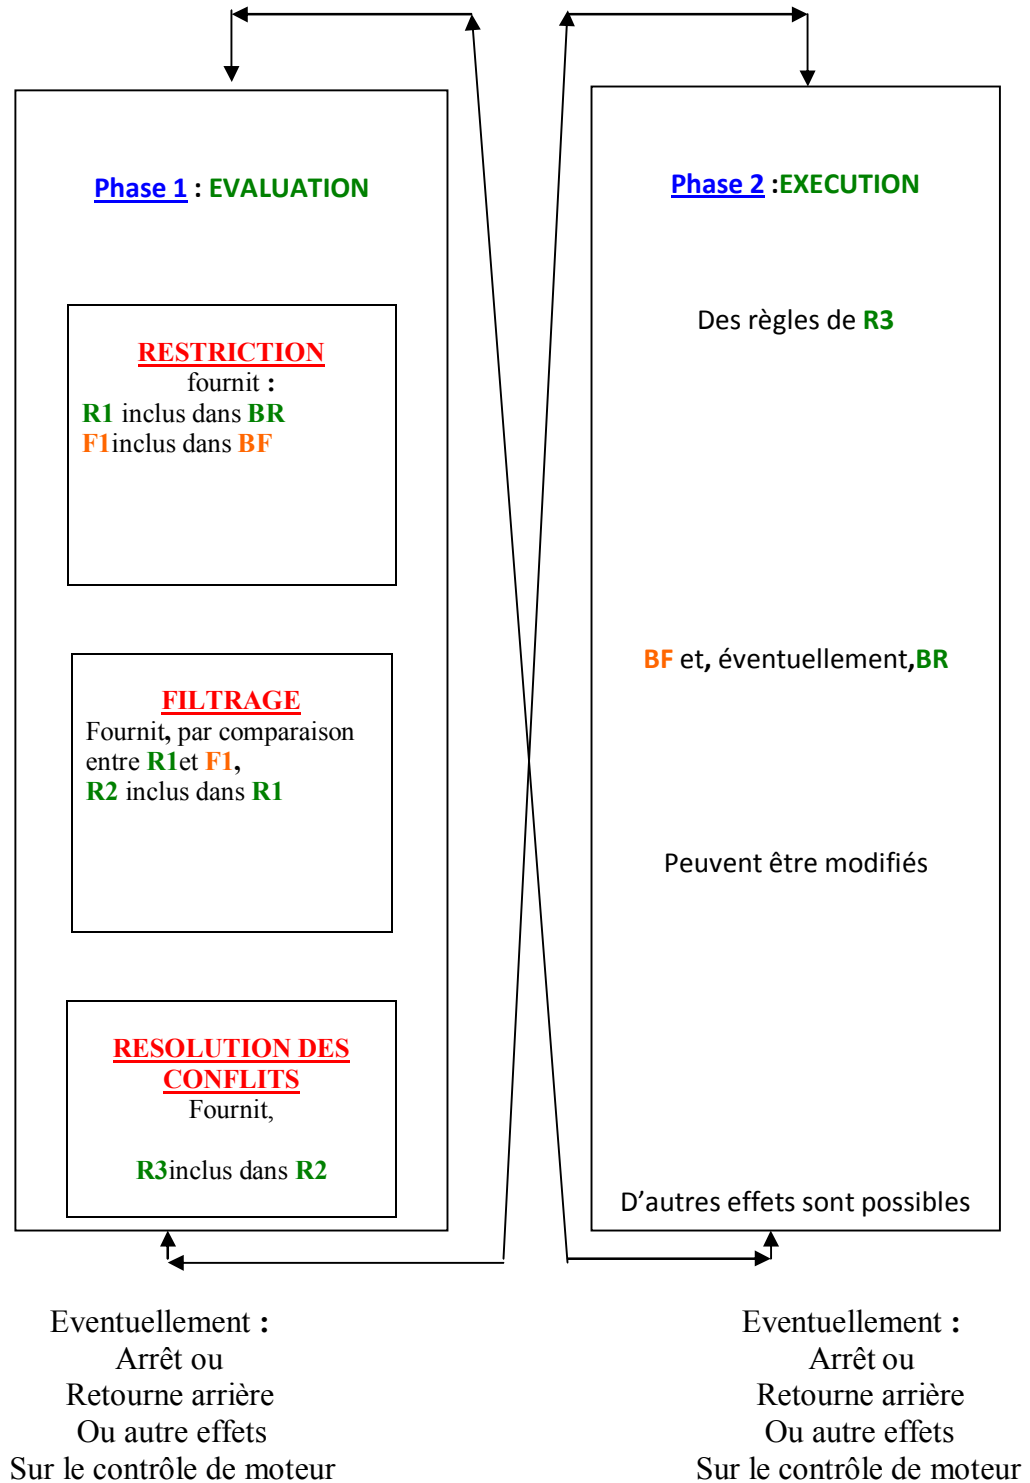 Phase 1 : EVALUATION
RESTRICTION
fournit :
R1 inclus dans BR
F1inclus dans BF
FILTRAGE
Fournit, par comparaison
entre R1et F1,
R2 inclus dans R1
RESOLUTION DES
CONFLITS
Fournit,
R3inclus dans R2
Eventuellement :
Arrêt ou
Retourne arrière
Ou autre effets
Sur le contrôle de moteur
Phase 2 :EXECUTION
Des règles de R3
BF et, éventuellement,BR
Peuvent être modifiés
D’autres effets sont possibles
Eventuellement :
Arrêt ou
Retourne arrière
Ou autre effets
Sur le contrôle de moteur